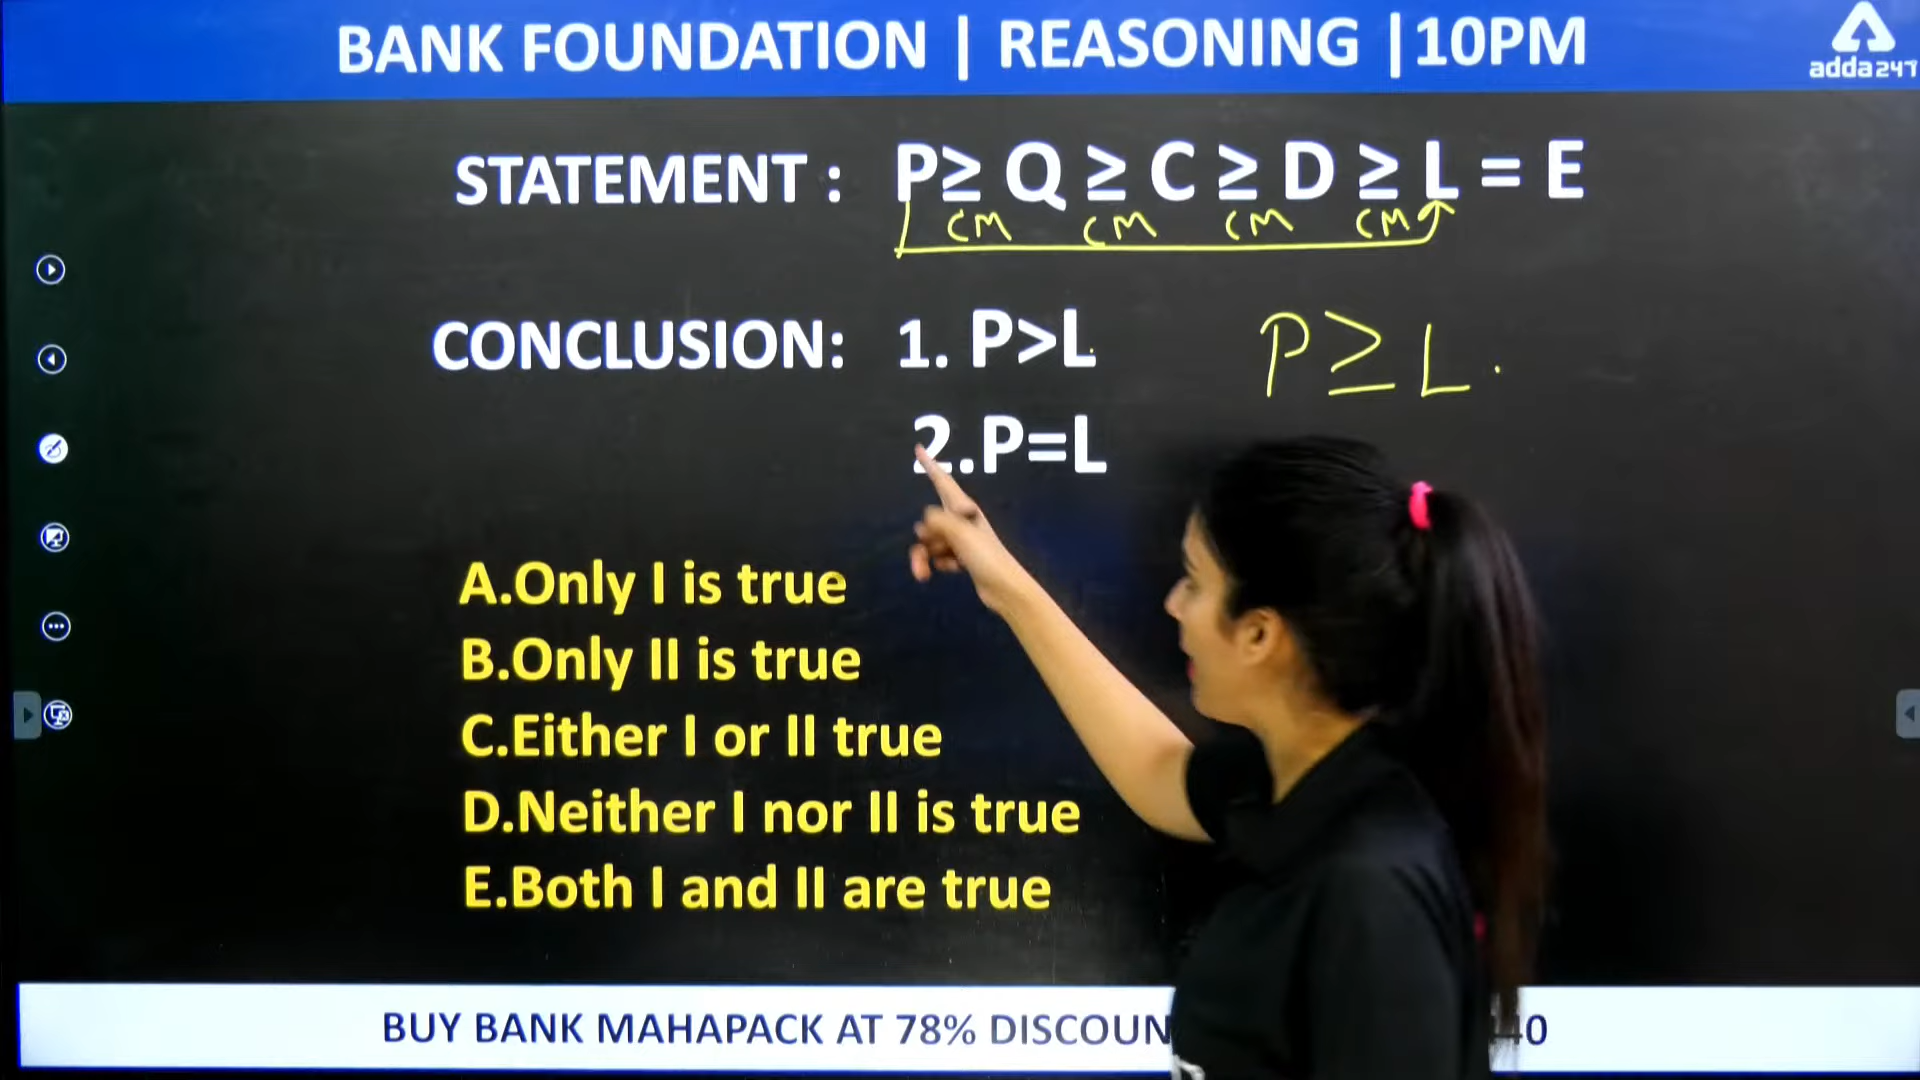 BANK FOUNDATION | REASONING |10PM
adda247
STATEMENT : P≥ Q ≥ C ≥ D ≥ L = E
CM CM CM CM
CONCLUSION: 1. P>L
P ≥ L .
2.P=L
A.Only I is true
B.Only II is true
C.Either I or II true
D.Neither I nor II is true
E.Both I and II are true
BUY BANK MAHAPACK AT 78% DISCOUN